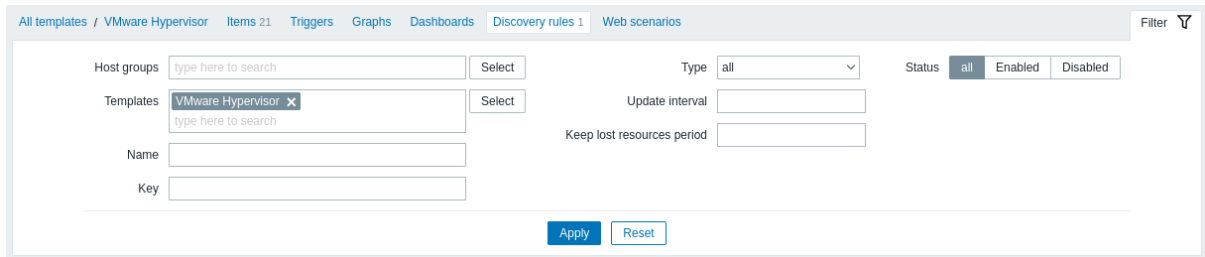 All templates / VMware Hypervisor Items 21 Triggers Graphs Dashboards Discovery rules 1 Web scenarios Filter
Host groups type here to search Select Type all Status all Enabled Disabled
Templates VMware Hypervisor Select Update interval
type here to search
Keep lost resources period
Name
Key
Apply Reset